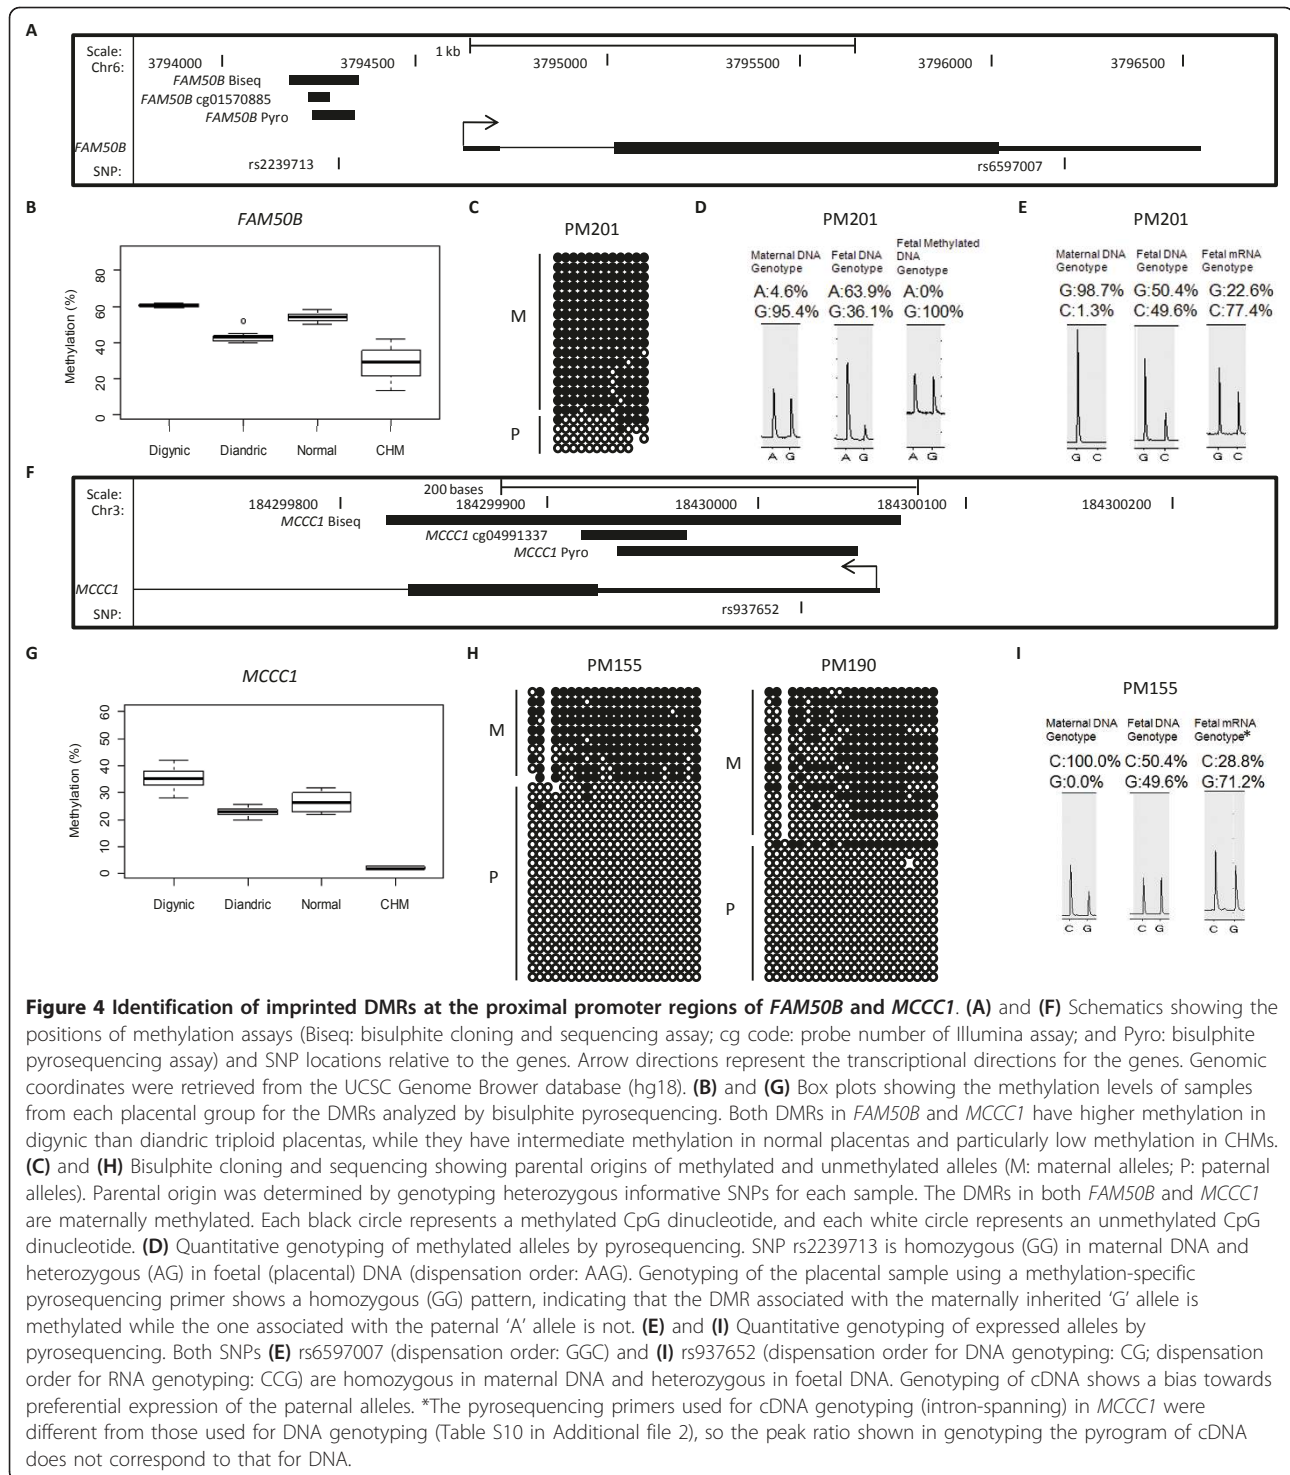 A
Scale:
Chr6:
1 kb
3794000
3794500
3795000
3795500
3796000
3796500
FAM50B Biseq
FAM50B cg01570885
FAM50B Pyro
FAM50B
SNP:
rs2239713
rs6597007
B
FAM50B
Methylation (%)
0 20 40 60 80
Digynic Diandric Normal CHM
C
PM201
M
P
D
PM201
Maternal DNA Genotype
A:4.6%
G:95.4%
Fetal DNA Genotype
A:63.9%
G:36.1%
Fetal Methylated DNA Genotype
A:0%
G:100%
A G
A G
A G
E
PM201
Maternal DNA Genotype
G:98.7%
C:1.3%
Fetal DNA Genotype
G:50.4%
C:49.6%
Fetal mRNA Genotype
G:22.6%
C:77.4%
G C
G C
G C
F
Scale:
Chr3:
200 bases
184299800
184299900
184300000
184300100
184300200
MCCC1 Biseq
MCCC1 cg04991337
MCCC1 Pyro
MCCC1
SNP:
rs937652
G
MCCC1
Methylation (%)
0 10 20 30 40 50 60
Digynic Diandric Normal CHM
H
PM155
M
P
PM190
M
P
I
PM155
Maternal DNA Genotype
C:100.0%
G:0.0%
Fetal DNA Genotype
C:50.4%
G:49.6%
Fetal mRNA Genotype*
C:28.8%
G:71.2%
C G
C G
C G
Figure 4 Identification of imprinted DMRs at the proximal promoter regions of FAM50B and MCCC1. (A) and (F) Schematics showing the
positions of methylation assays (Biseq: bisulphite cloning and sequencing assay; cg code: probe number of Illumina assay; and Pyro: bisulphite
pyrosequencing assay) and SNP locations relative to the genes. Arrow directions represent the transcriptional directions for the genes. Genomic
coordinates were retrieved from the UCSC Genome Brower database (hg18). (B) and (G) Box plots showing the methylation levels of samples
from each placental group for the DMRs analyzed by bisulphite pyrosequencing. Both DMRs in FAM50B and MCCC1 have higher methylation in
digynic than diandric triploid placentas, while they have intermediate methylation in normal placentas and particularly low methylation in CHMs.
(C) and (H) Bisulphite cloning and sequencing showing parental origins of methylated and unmethylated alleles (M: maternal alleles; P: paternal
alleles). Parental origin was determined by genotyping heterozygous informative SNPs for each sample. The DMRs in both FAM50B and MCCC1
are maternally methylated. Each black circle represents a methylated CpG dinucleotide, and each white circle represents an unmethylated CpG
dinucleotide. (D) Quantitative genotyping of methylated alleles by pyrosequencing. SNP rs2239713 is homozygous (GG) in maternal DNA and
heterozygous (AG) in foetal (placental) DNA (dispensation order: AAG). Genotyping of the placental sample using a methylation-specific
pyrosequencing primer shows a homozygous (GG) pattern, indicating that the DMR associated with the maternally inherited ‘G’ allele is
methylated while the one associated with the paternal ‘A’ allele is not. (E) and (I) Quantitative genotyping of expressed alleles by
pyrosequencing. Both SNPs (E) rs6597007 (dispensation order: GGC) and (I) rs937652 (dispensation order for DNA genotyping: CG; dispensation
order for RNA genotyping: CCG) are homozygous in maternal DNA and heterozygous in foetal DNA. Genotyping of cDNA shows a bias towards
preferential expression of the paternal alleles. *The pyrosequencing primers used for cDNA genotyping (intron-spanning) in MCCC1 were
different from those used for DNA genotyping (Table S10 in Additional file 2), so the peak ratio shown in genotyping the pyrogram of cDNA
does not correspond to that for DNA.